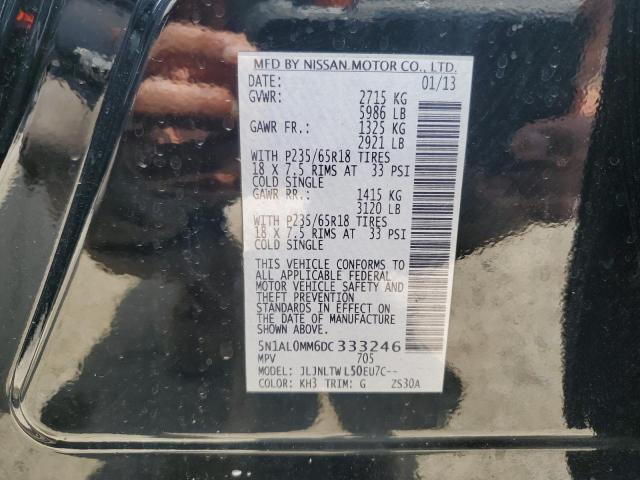 MFD BY NISSAN MOTOR CO., LTD.
DATE: 01/13
GVWR: 2715 KG
5986 LB
GAWR FR.: 1325 KG
2921 LB
WITH P235/65R18 TIRES
18 X 7.5 RIMS AT 33 PSI
COLD SINGLE
GAWR RR.: 1415 KG
3120 LB
WITH P235/65R18 TIRES
18 X 7.5 RIMS AT 33 PSI
COLD SINGLE
THIS VEHICLE CONFORMS TO
ALL APPLICABLE FEDERAL
MOTOR VEHICLE SAFETY AND
THEFT PREVENTION
STANDARDS IN EFFECT ON
THE DATE OF MANUFACTURE
SHOWN ABOVE.
5N1AL0MM6DC333246
MPV 705
MODEL: JLJNLTWL50EU7C--
COLOR: KH3 TRIM: G ZS30A